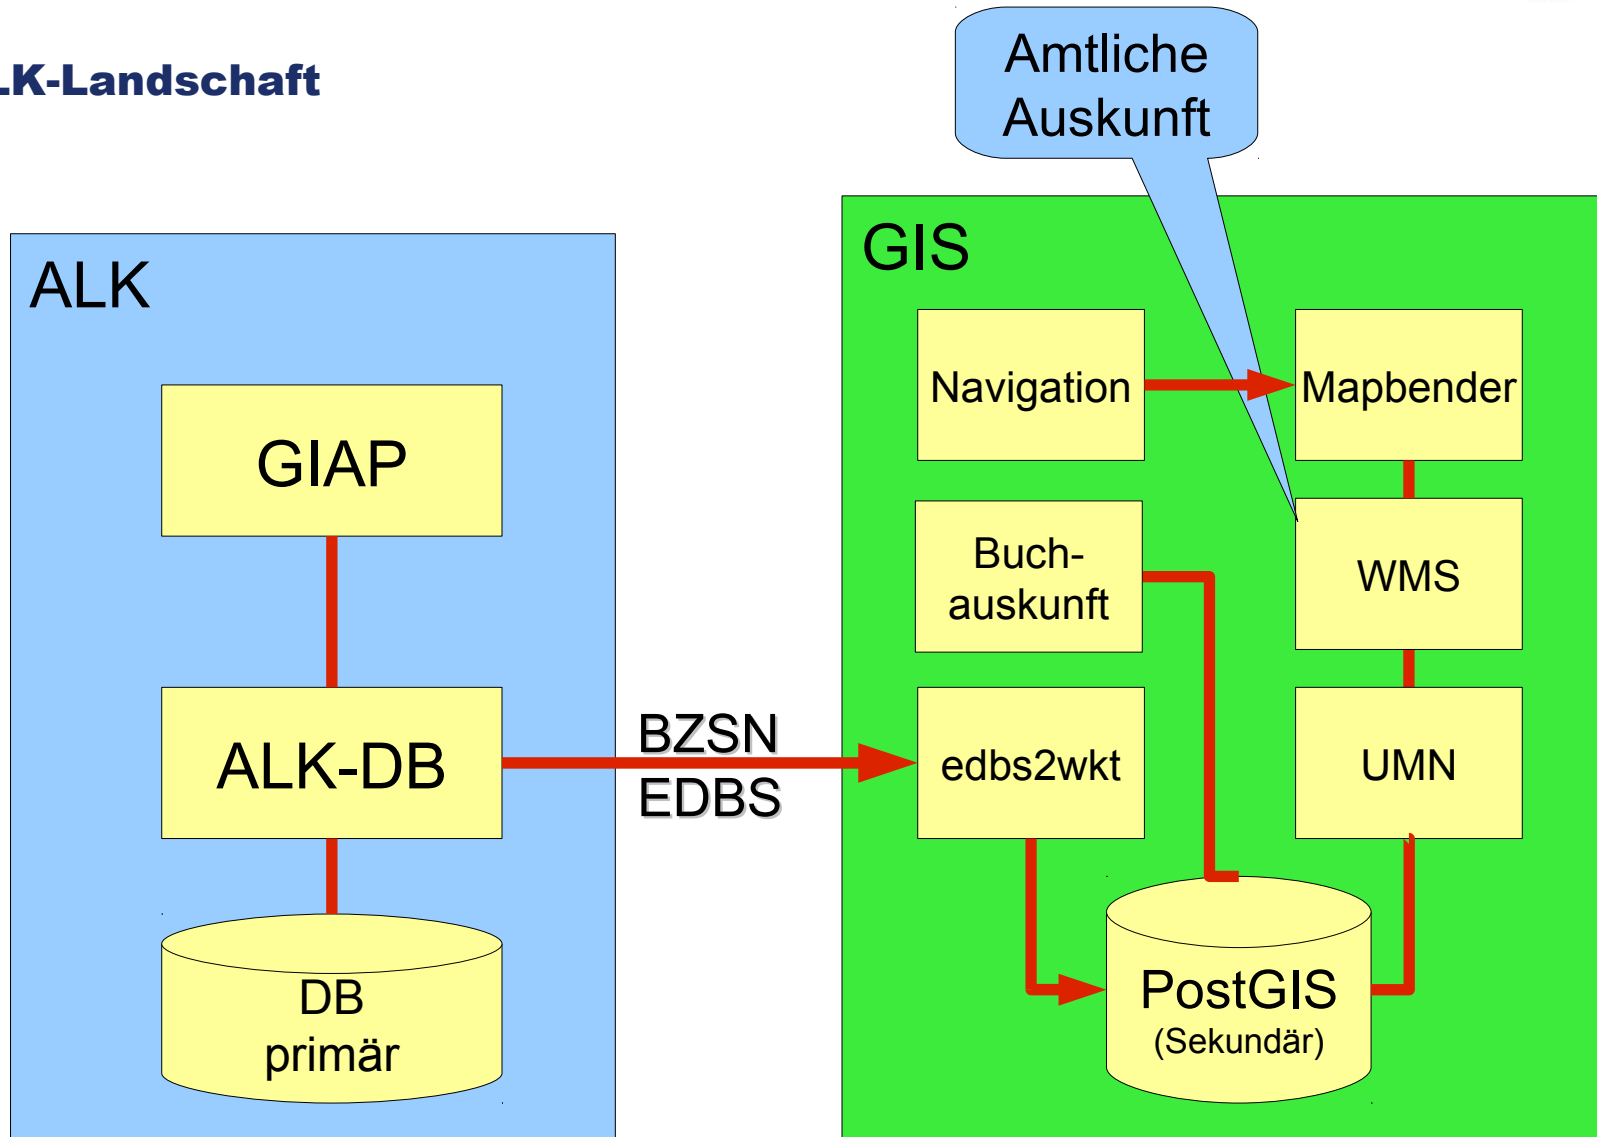 LK-Landschaft
Amtliche
Auskunft
ALK
GIAP
ALK-DB
DB
primär
BZSN
EDBS
GIS
Navigation
Mapbender
Buch-
auskunft
WMS
edbs2wkt
UMN
PostGIS
(Sekundär)